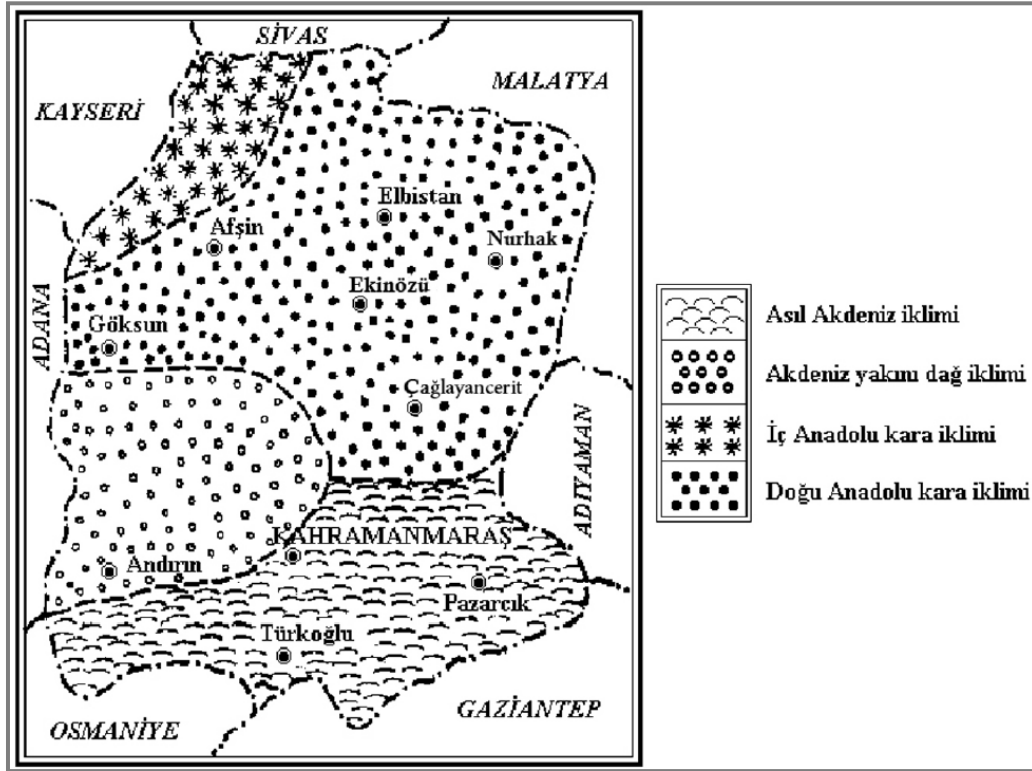 SİVAS
MALATYA
KAYSERİ
Elbistan
Afşin
Nurhak
Ekinözü
ADANA
Göksun
Çağlayancerit
ADIYAMAN
KAHRAMANMARAŞ
Andırın
Pazarcık
Türkoğlu
GAZİANTEP
OSMANİYE
Asıl Akdeniz iklimi
Akdeniz yakını dağ iklimi
İç Anadolu kara iklimi
Doğu Anadolu kara iklimi